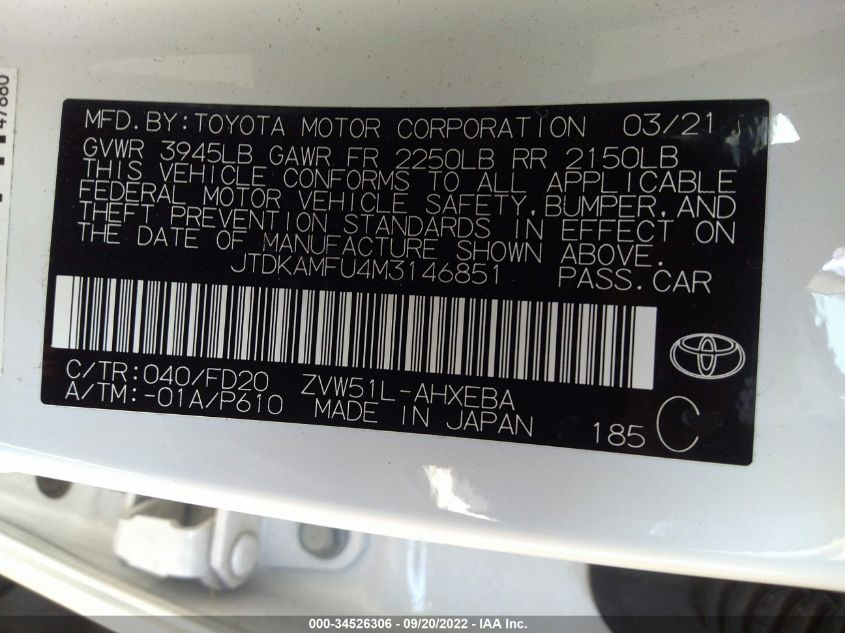 47880
MFD.BY:TOYOTA MOTOR CORPORATION 03/21
GVWR 3945LB GAWR FR 2250LB RR 2150LB
THIS VEHICLE CONFORMS TO ALL APPLICABLE
FEDERAL MOTOR VEHICLE SAFETY,BUMPER,AND
THEFT PREVENTION STANDARDS IN EFFECT ON
THE DATE OF MANUFACTURE SHOWN ABOVE.
JTDKAMFU4M3146851 PASS.CAR
C/TR:040/FD20 ZVW51L-AHXEBA
A/TM:-01A/P610 MADE IN JAPAN
185 C
000-34526306 - 09/20/2022 - IAA Inc.